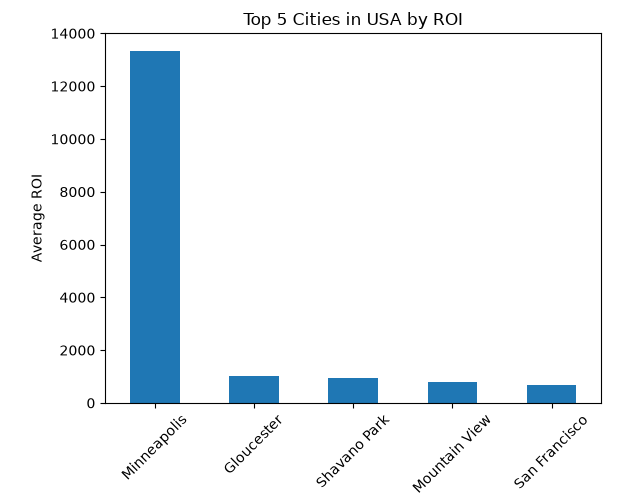 Top 5 Cities in USA by ROI
14000
12000
10000
8000
6000
4000
2000
0
Average ROI
Minneapolis
Gloucester
Shavano Park
Mountain View
San Francisco